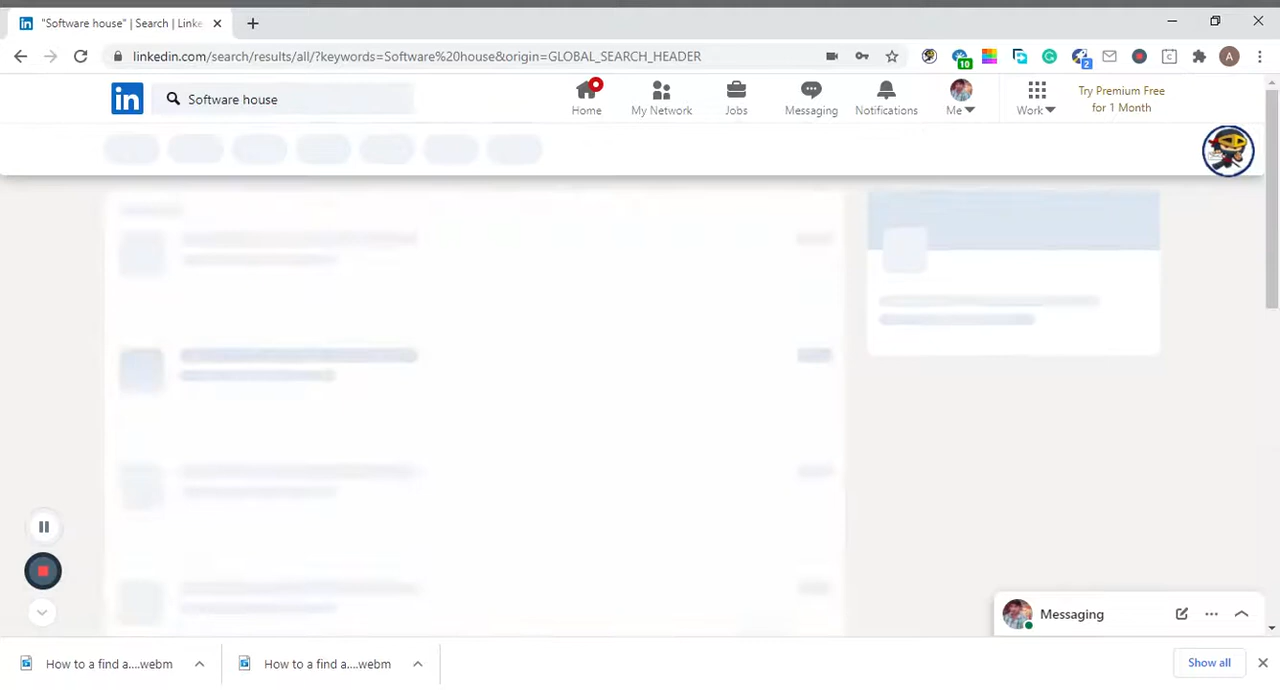 "Software house" | Search | Linke
linkedin.com/search/results/all/?keywords=Software%20house&origin=GLOBAL_SEARCH_HEADER
10
2
A
in
Software house
Home
My Network
Jobs
Messaging
Notifications
Me
Work
Try Premium Free
for 1 Month
Messaging
How to a find a....webm
How to a find a....webm
Show all